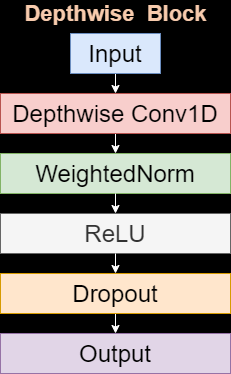 Depthwise Block
Input
Depthwise Conv1D
WeightedNorm
ReLU
Dropout
Output